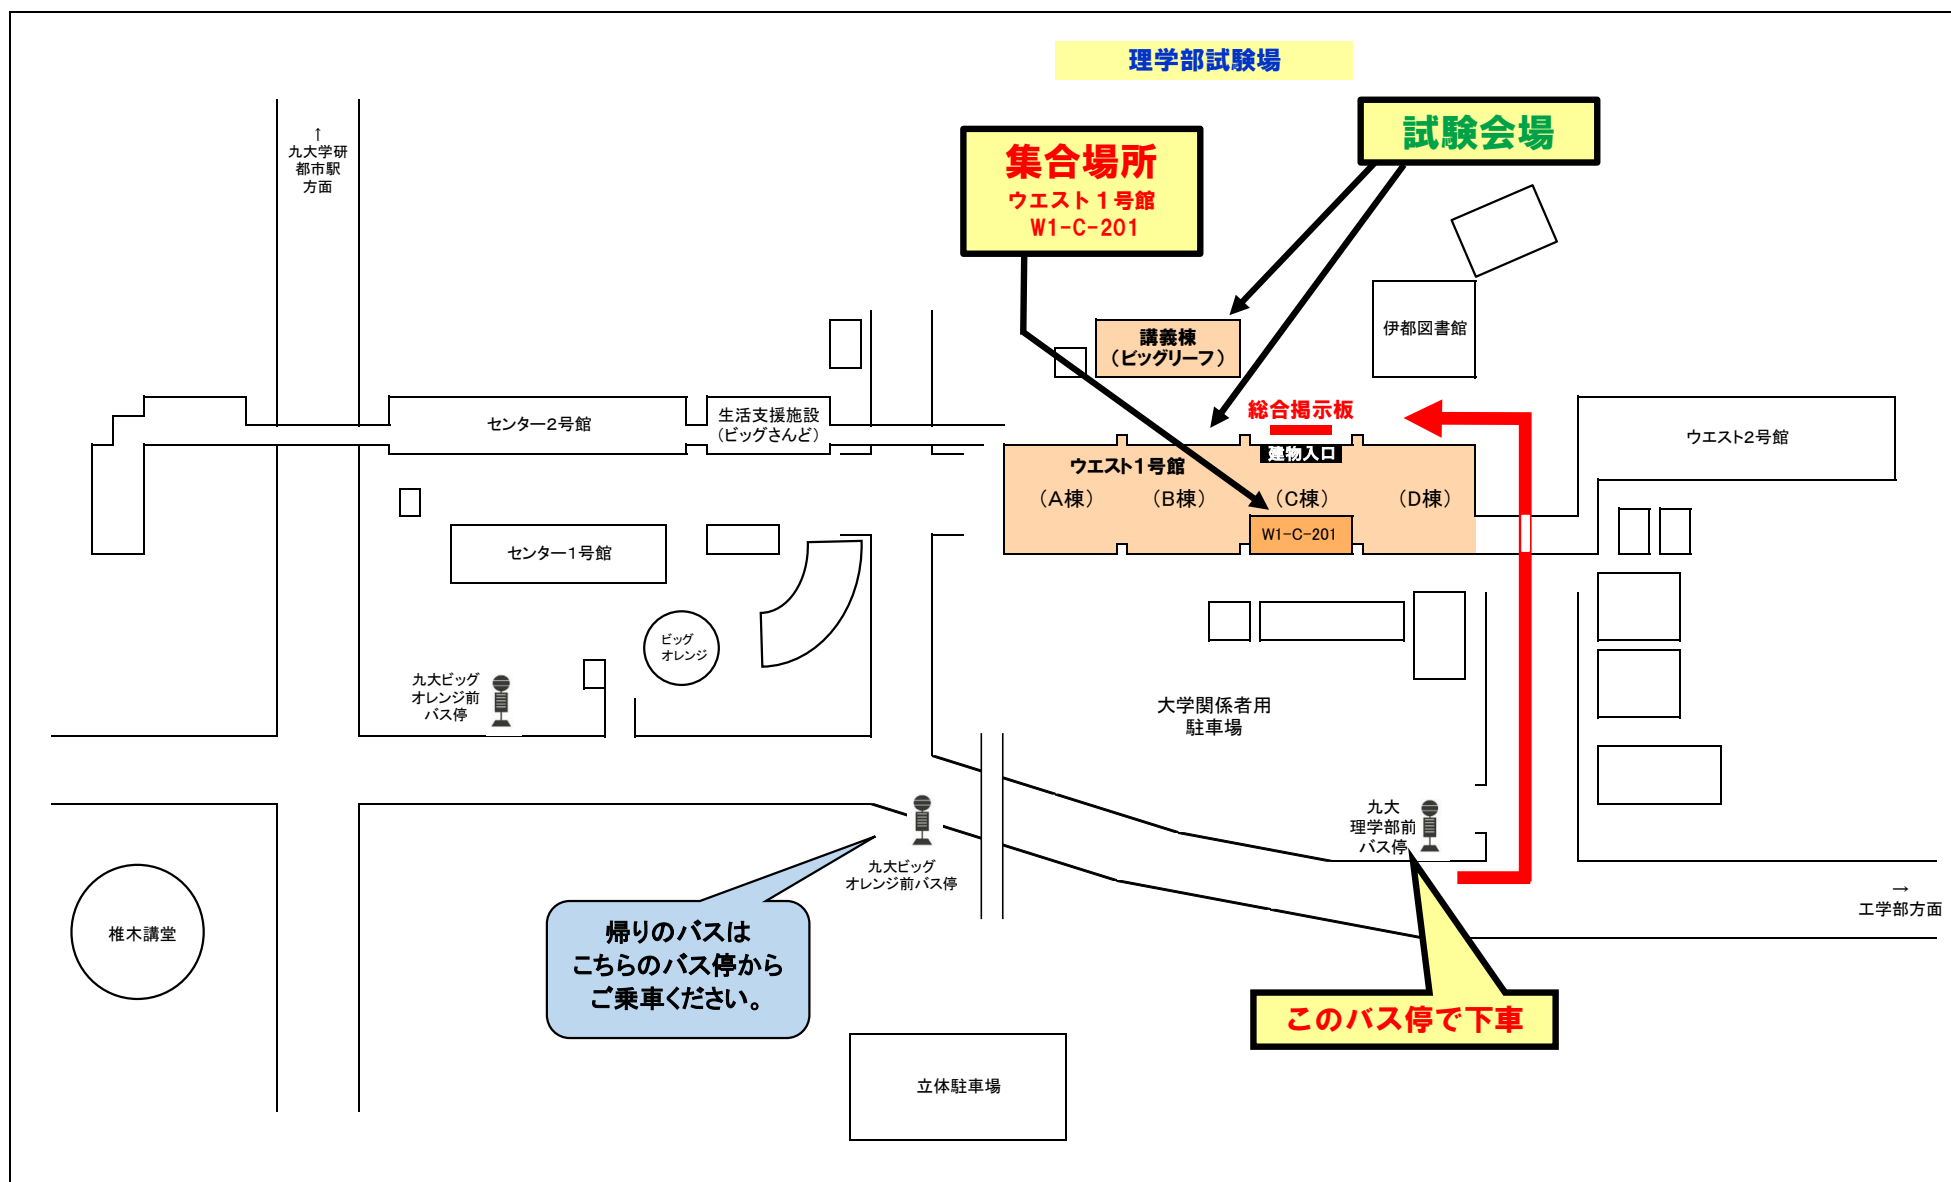 理学部試験場
試験会場
集合場所
ウエスト１号館
W1-C-201
↑
九大学研
都市駅
方面
講義棟
（ビッグリーフ）
伊都図書館
総合掲示板
建物入口
センター2号館
生活支援施設
（ビッグさんど）
ウエスト1号館
（A棟）
（B棟）
（C棟）
（D棟）
W1-C-201
ウエスト2号館
センター1号館
ビッグ
オレンジ
九大ビッグ
オレンジ前
バス停
大学関係者用
駐車場
九大
理学部前
バス停
九大ビッグ
オレンジ前バス停
→
工学部方面
椎木講堂
帰りのバスは
こちらのバス停から
ご乗車ください。
このバス停で下車
立体駐車場